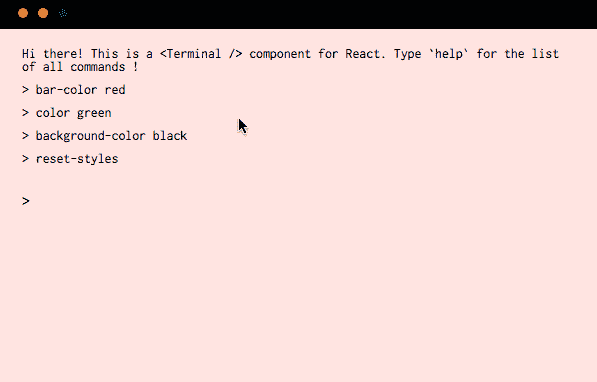 Hi there! This is a <Terminal /> component for React. Type `help` for the list
of all commands !
> bar-color red
> color green
> background-color black
> reset-styles
>